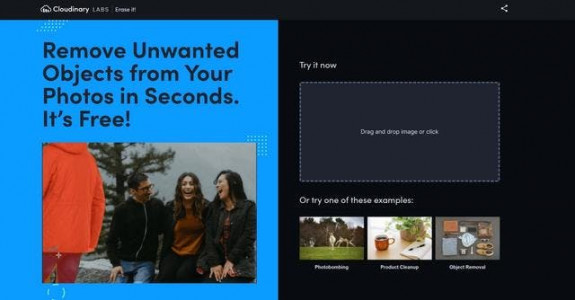 Cloudinary LABS | Erase it!
Remove Unwanted
Objects from Your
Photos in Seconds.
It's Free!
Try it now
Drag and drop image or click
Or try one of these examples:
Photobombing
Product Cleanup
Object Removal